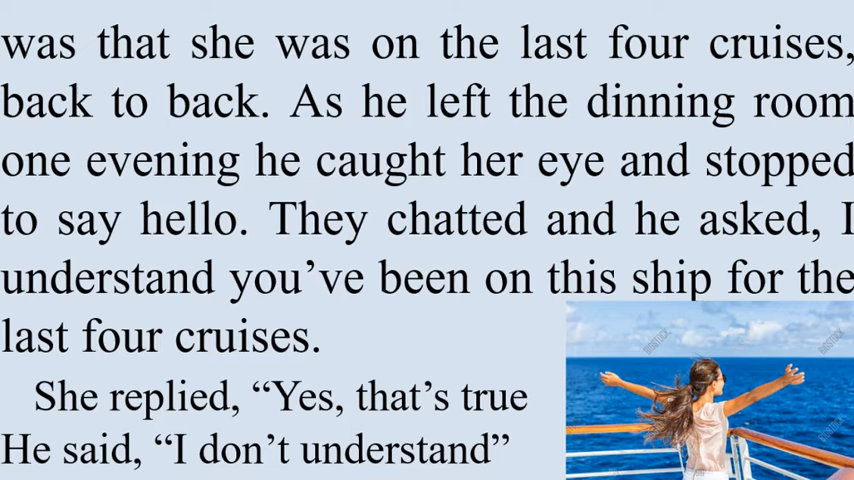 was that she was on the last four cruises,
back to back. As he left the dinning room
one evening he caught her eye and stopped
to say hello. They chatted and he asked, I
understand you’ve been on this ship for the
last four cruises.
She replied, “Yes, that’s true
He said, “I don’t understand”